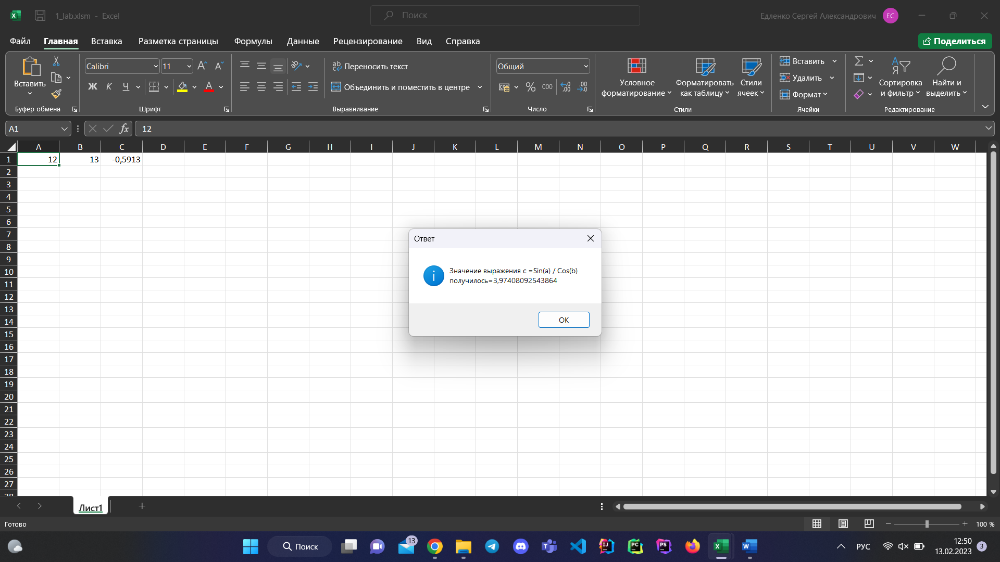 1_lab.xlsm - Excel
Поиск
Едленко Сергей Александрович
ЕС
Файл Главная Вставка Разметка страницы Формулы Данные Рецензирование Вид Справка
Поделиться
Вставить
Буфер обмена
Calibri 11
Ж К Ч
Шрифт
Переносить текст
Объединить и поместить в центре
Выравнивание
Общий
% 000
Число
Условное
форматирование
Форматировать
как таблицу
Стили
ячеек
Стили
Вставить
Удалить
Формат
Ячейки
Сортировка
и фильтр
Найти и
выделить
Редактирование
A1
fx
12
A B C D E F G H I J K L M N O P Q R S T U V W
1 12 13 -0,5913
2
3
4
5
6
7
8
9
10
11
12
13
14
15
16
17
18
19
20
21
22
23
24
25
26
27
28
Ответ
Значение выражения c =Sin(a) / Cos(b)
получилось=3,97408092543864
ОК
Лист1
Готово
100 %
Поиск
13
РУС
12:50
13.02.2023
3